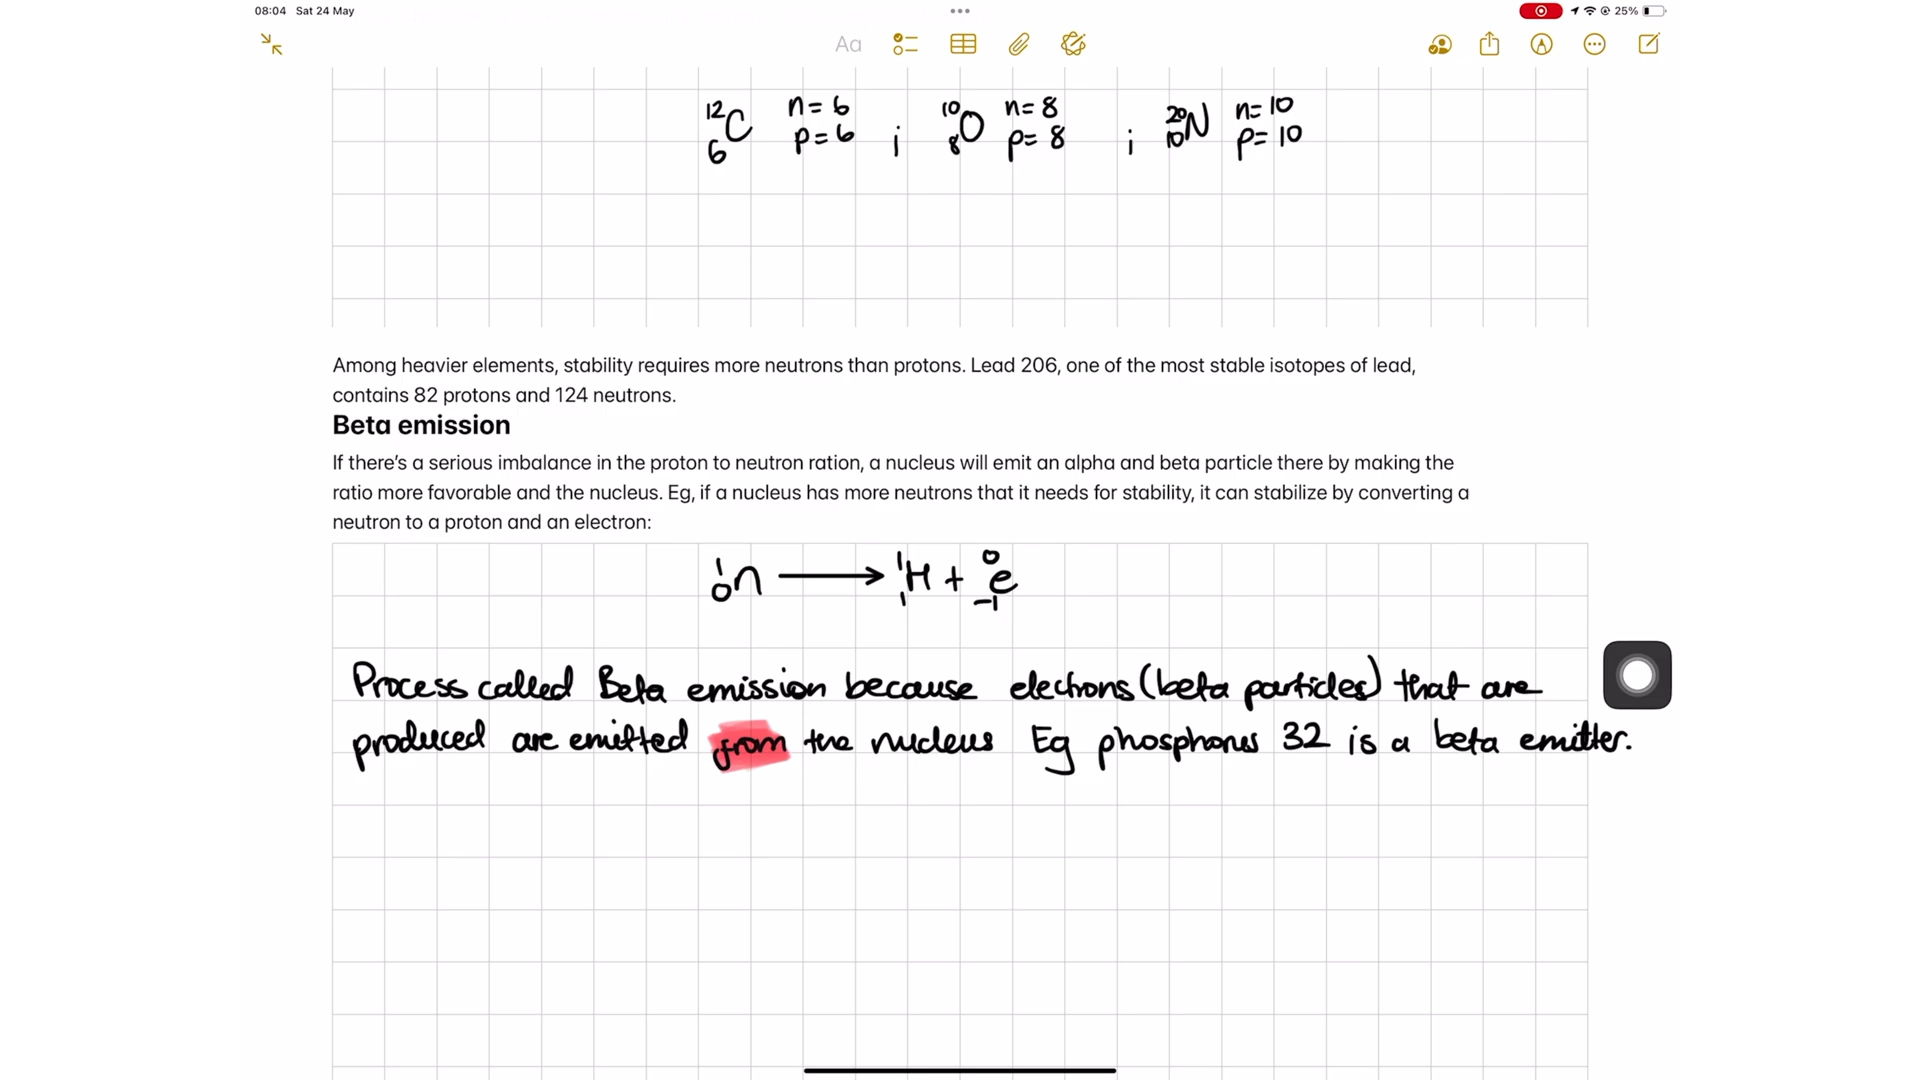 08:04 Sat 24 May
25%
Aa
12 6 C n=6 p=6 ; 10 8 O n=8 p=8 ; 20 10 N n=10 p=10
Among heavier elements, stability requires more neutrons than protons. Lead 206, one of the most stable isotopes of lead,
contains 82 protons and 124 neutrons.
Beta emission
If there's a serious imbalance in the proton to neutron ration, a nucleus will emit an alpha and beta particle there by making the
ratio more favorable and the nucleus. Eg, if a nucleus has more neutrons that it needs for stability, it can stabilize by converting a
neutron to a proton and an electron:
1 0 n → 1 1 H + 0 -1 e
Process called Beta emission because electrons (beta particles) that are
produced are emitted from the nucleus Eg phosphorus 32 is a beta emitter.